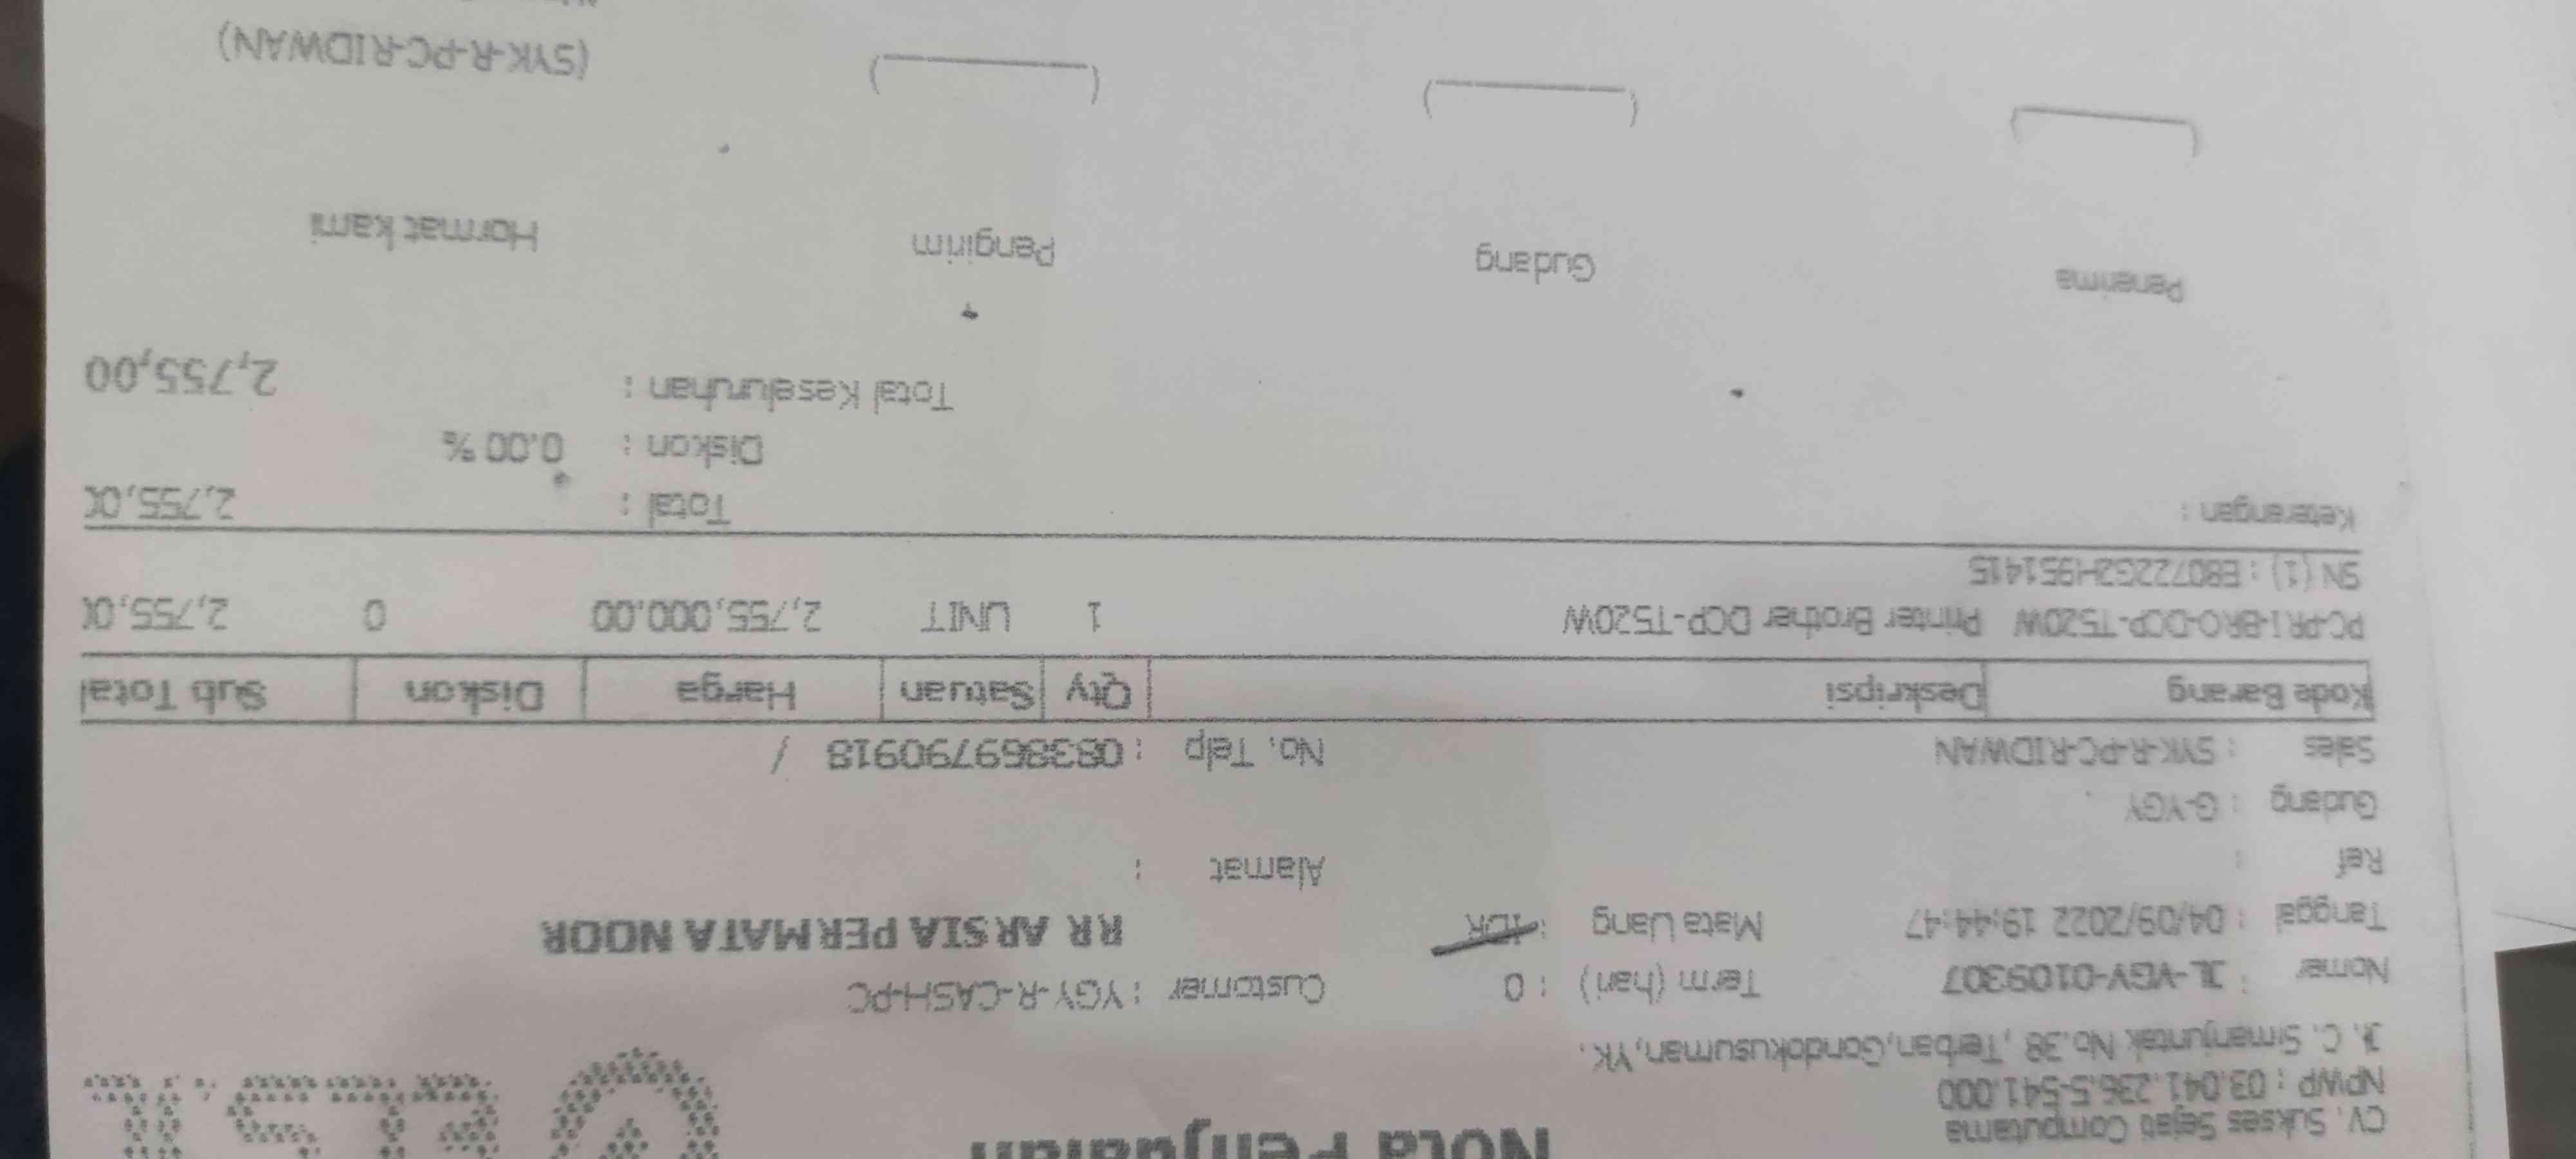 Nota Penjualan
CV. Sukses Sejati Computama
NPWP : 03.041.236.5-541.000
Jl. C. Simanjuntak No.38 ,Terban,Gondokusuman,YK.
Nomer : JL-YGY-0109307 Term (hari) : 0 Customer : YGY-R-CASH-PC
Tanggal : 04/09/2022 19:44:47 Mata Uang : IDR RR ARSIA PERMATA NOOR
Ref : Alamat :
Gudang : G-YGY
Sales : SYK-R-PC-RIDWAN No. Telp : 083869790918 /
Kode Barang Deskripsi Qty Satuan Harga Diskon Sub Total
PC-PRI-BRO-DCP-T520W Printer Brother DCP-T520W 1 UNIT 2,755,000.00 0 2,755,00
SN (1) : E80722G2H951415
Keterangan : Total : 2,755,00
Diskon : 0.00 %
Total Keseluruhan : 2,755,00
Penerima Gudang Pengirim Hormat kami
(SYK-R-PC-RIDWAN)